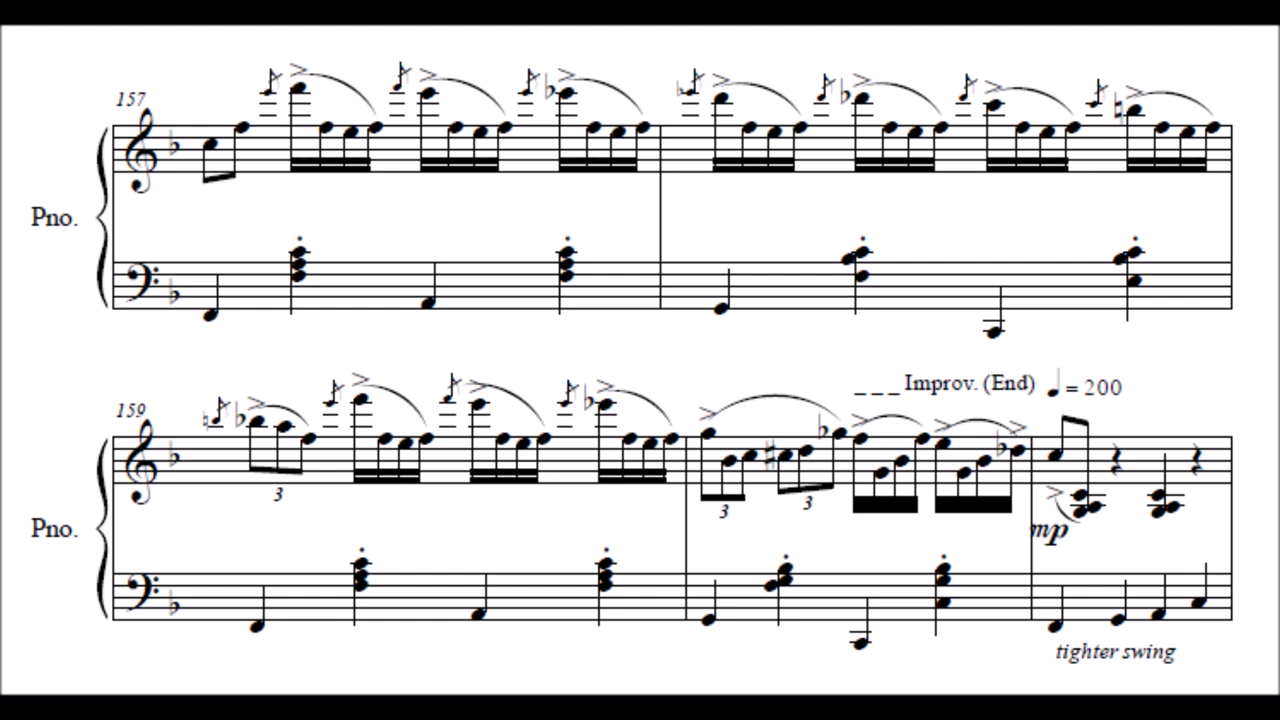 157
Pno.
_ _ _ Improv. (End) ♩ = 200
159
3
3
3
Pno.
mp
tighter swing